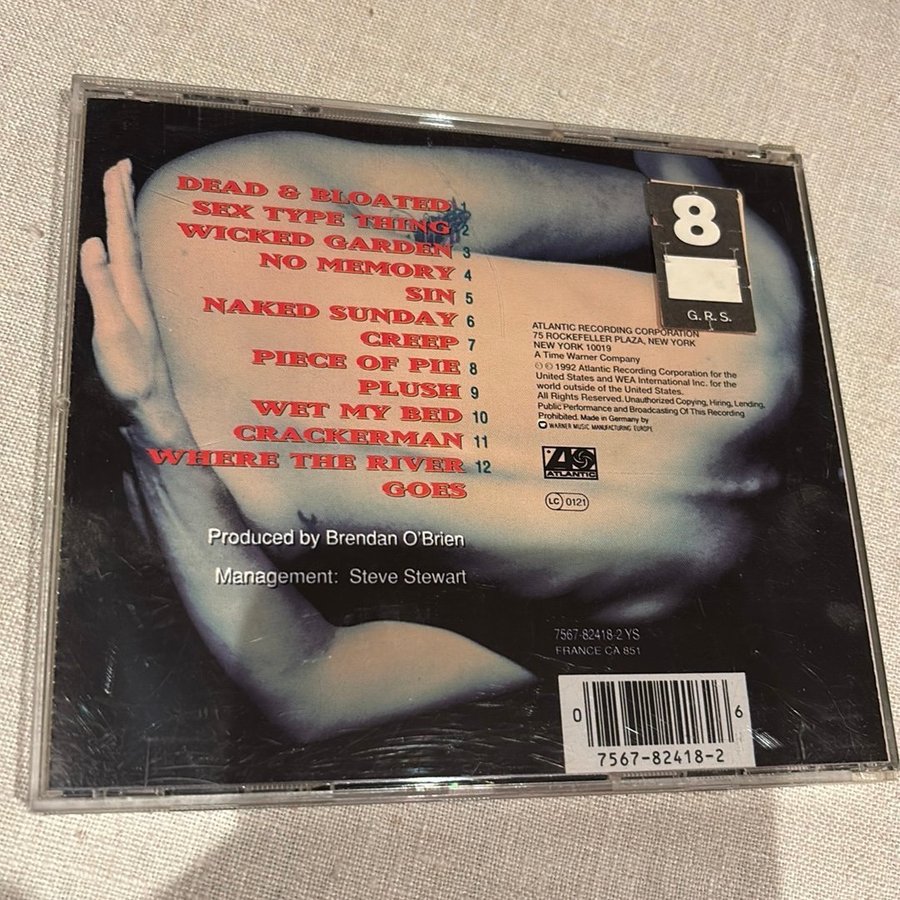 DEAD & BLOATED 1
SEX TYPE THING 2
WICKED GARDEN 3
NO MEMORY 4
SIN 5
NAKED SUNDAY 6
CREEP 7
PIECE OF PIE 8
PLUSH 9
WET MY BED 10
CRACKERMAN 11
WHERE THE RIVER 12
GOES
Produced by Brendan O'Brien
Management: Steve Stewart
8
G.R.S.
ATLANTIC RECORDING CORPORATION
75 ROCKEFELLER PLAZA, NEW YORK
NEW YORK 10019
A Time Warner Company
℗ © 1992 Atlantic Recording Corporation for the
United States and WEA International Inc. for the
world outside of the United States.
All Rights Reserved. Unauthorized Copying, Hiring, Lending,
Public Performance and Broadcasting Of This Recording
Prohibited. Made in Germany by
WARNER MUSIC MANUFACTURING EUROPE
ATLANTIC
LC 0121
7567-82418-2 YS
FRANCE CA 851
0 6
7567-82418-2